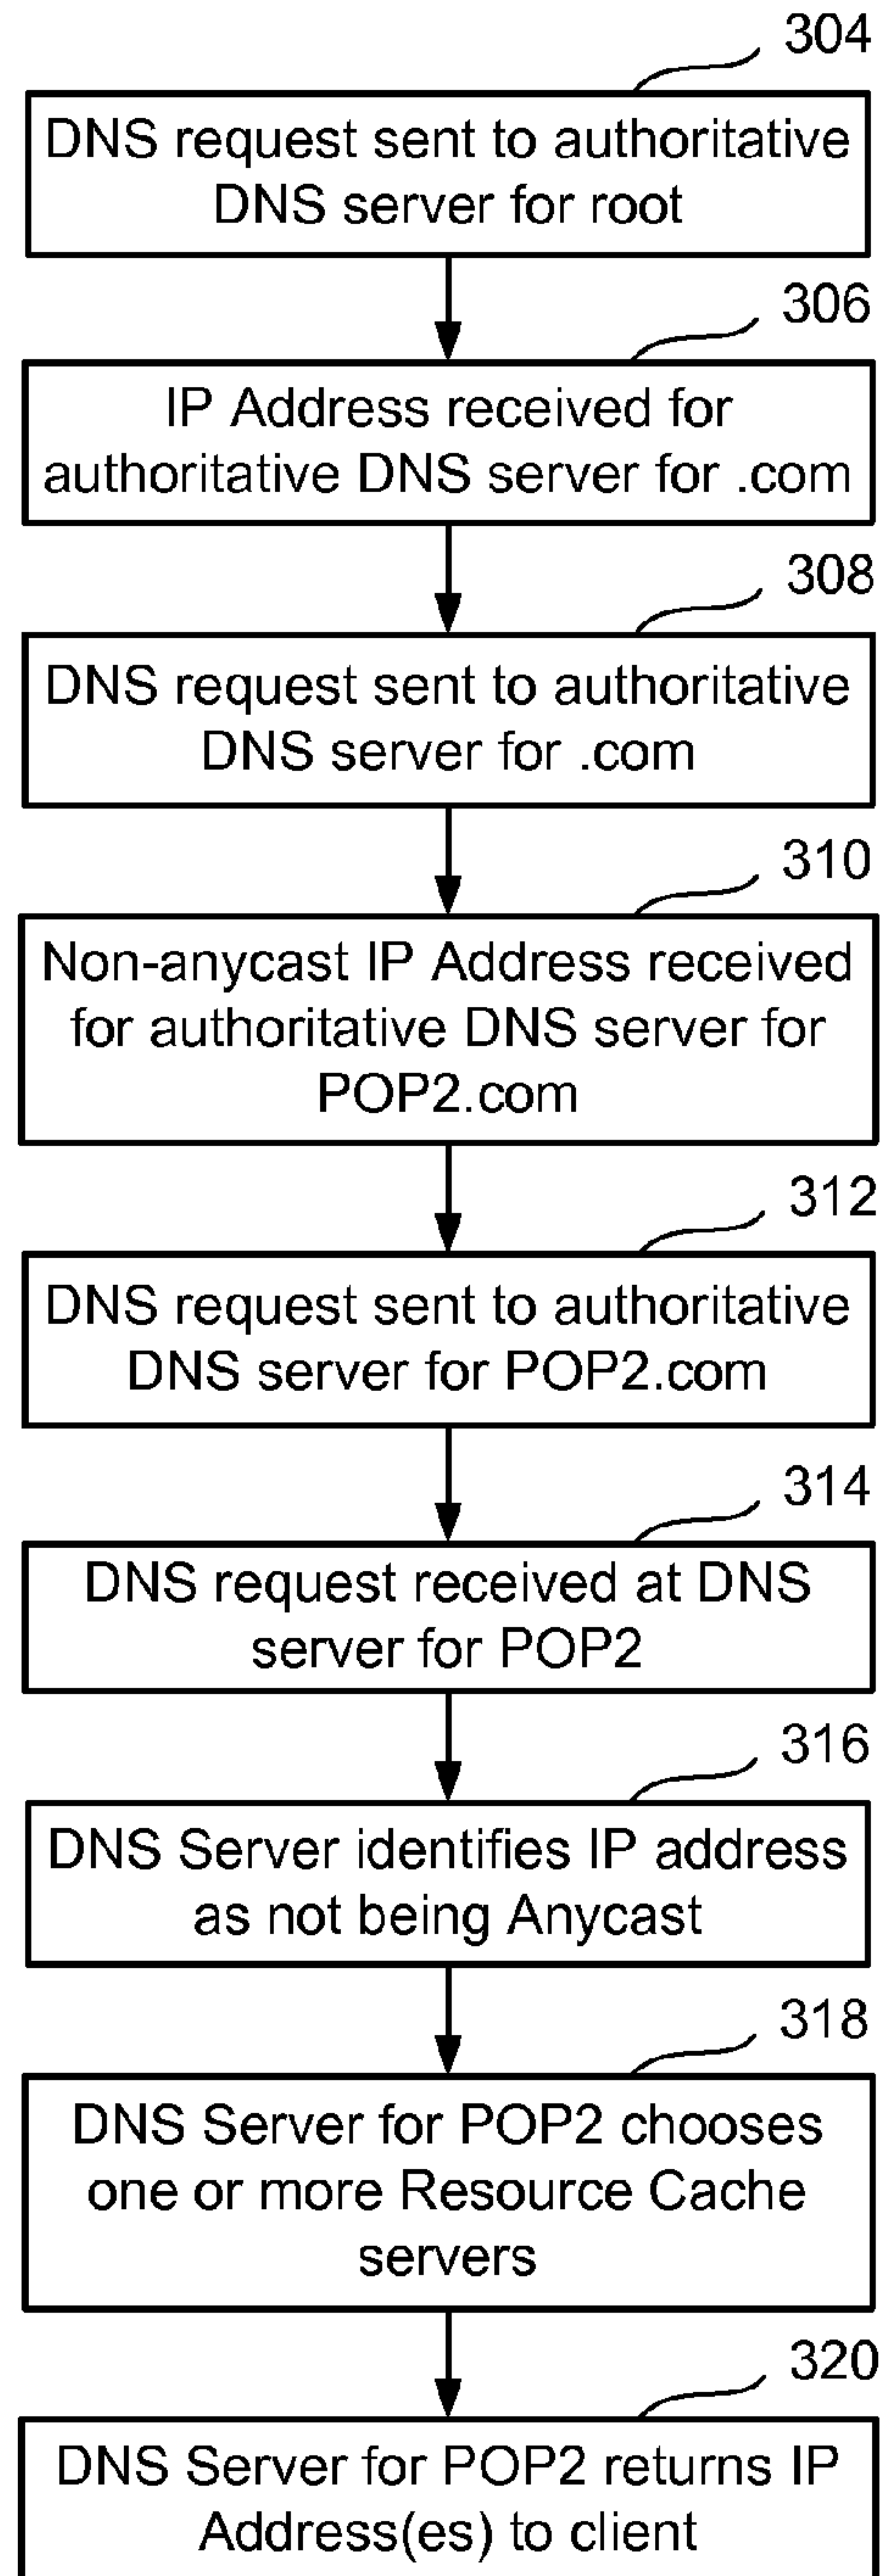 304
DNS request sent to authoritative
DNS server for root
306
IP Address received for
authoritative DNS server for .com
308
DNS request sent to authoritative
DNS server for .com
310
Non-anycast IP Address received
for authoritative DNS server for
POP2.com
312
DNS request sent to authoritative
DNS server for POP2.com
314
DNS request received at DNS
server for POP2
316
DNS Server identifies IP address
as not being Anycast
318
DNS Server for POP2 chooses
one or more Resource Cache
servers
320
DNS Server for POP2 returns IP
Address(es) to client